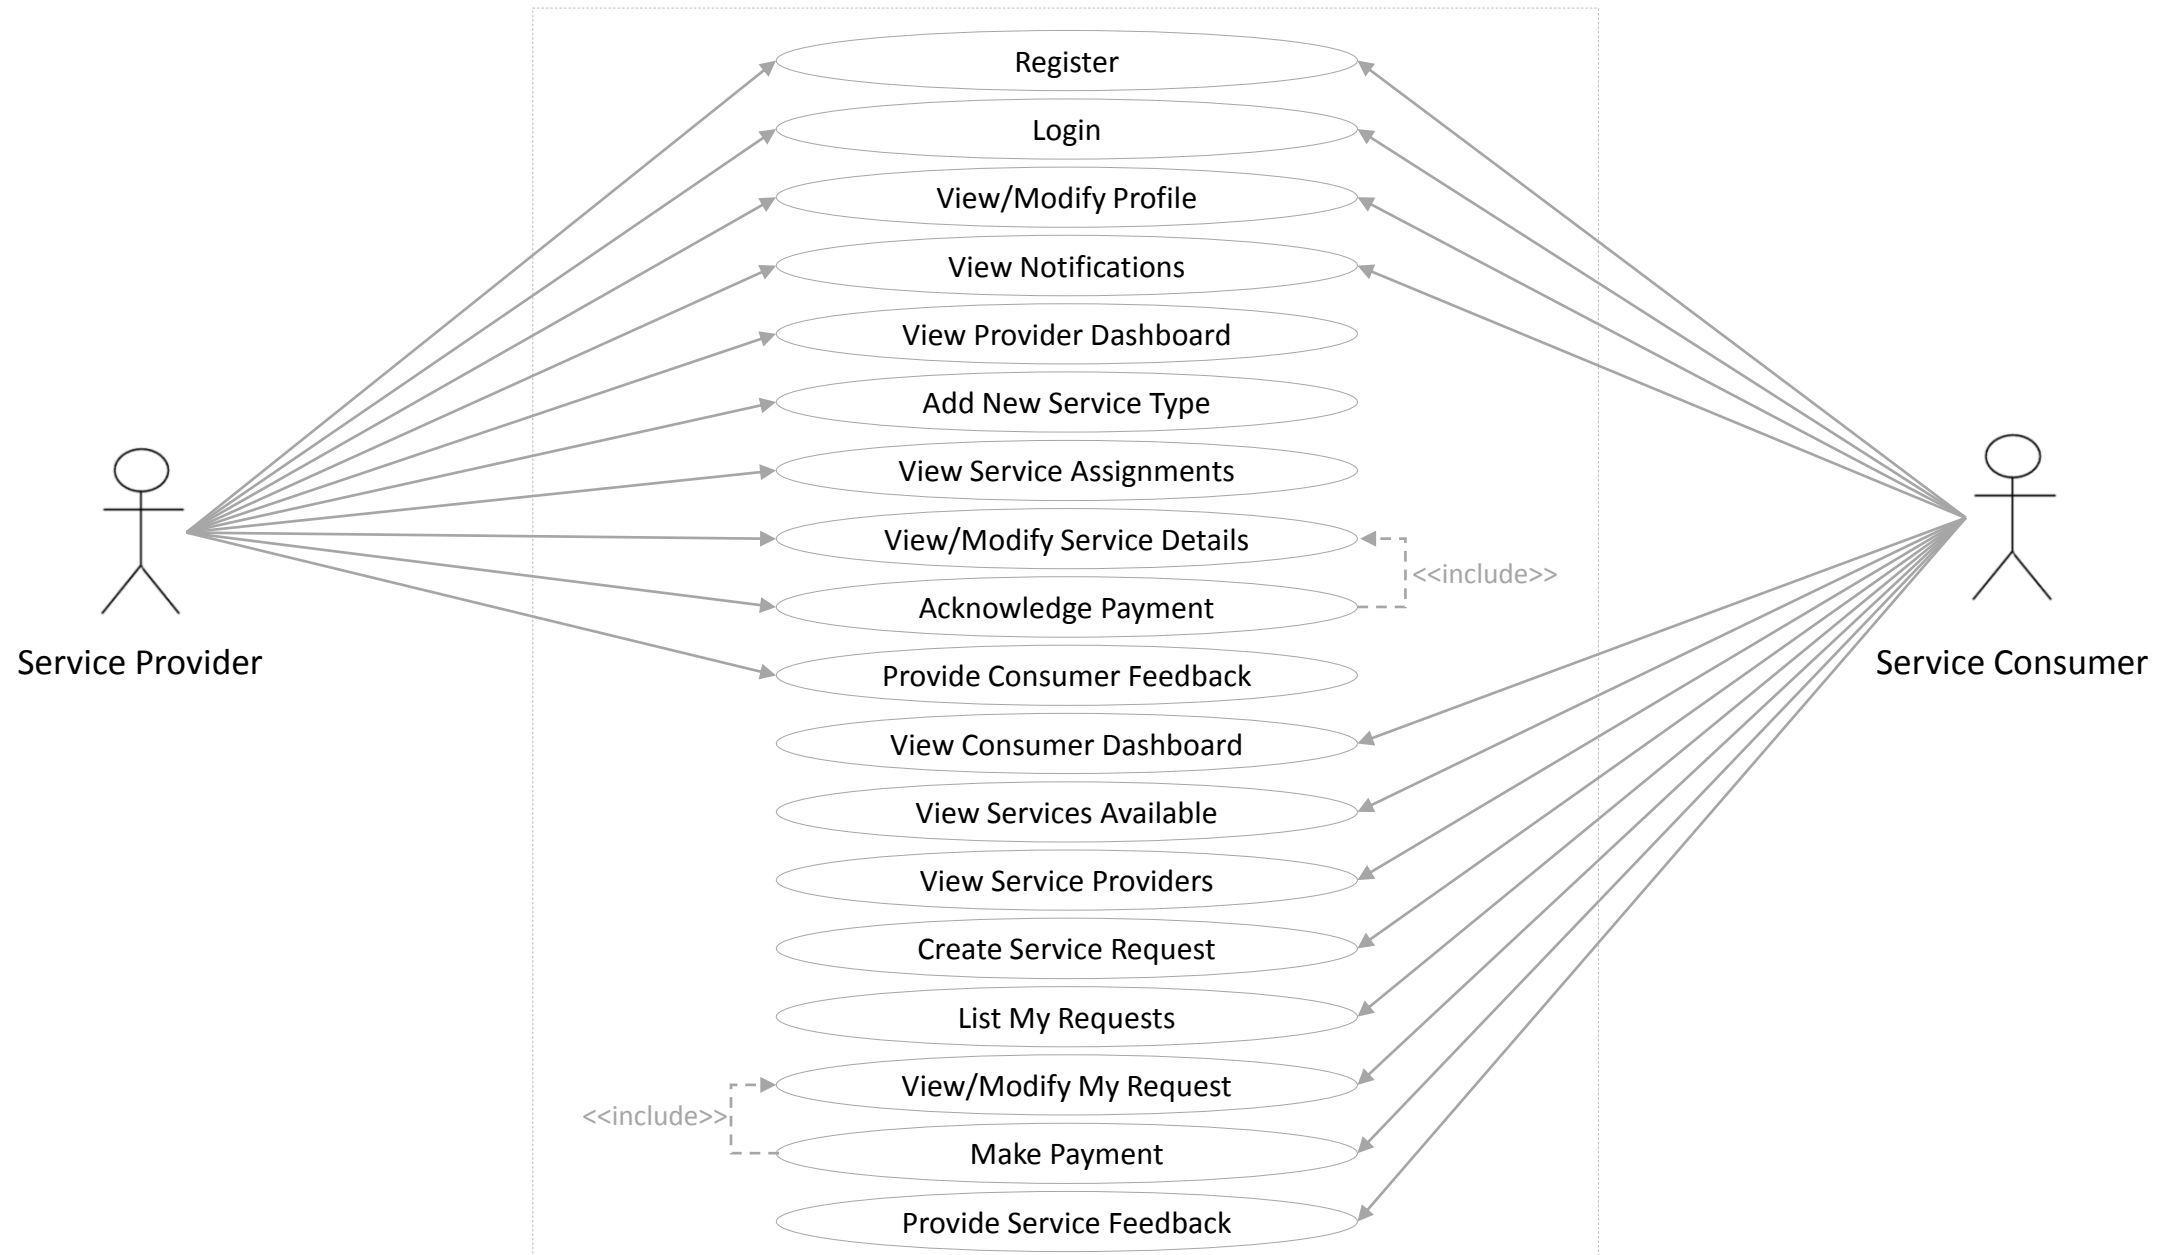 Register
Login
View/Modify Profile
View Notifications
View Provider Dashboard
Add New Service Type
View Service Assignments
View/Modify Service Details
<<include>>
Acknowledge Payment
Service Provider
Service Consumer
Provide Consumer Feedback
View Consumer Dashboard
View Services Available
View Service Providers
Create Service Request
List My Requests
View/Modify My Request
<<include>>
Make Payment
Provide Service Feedback